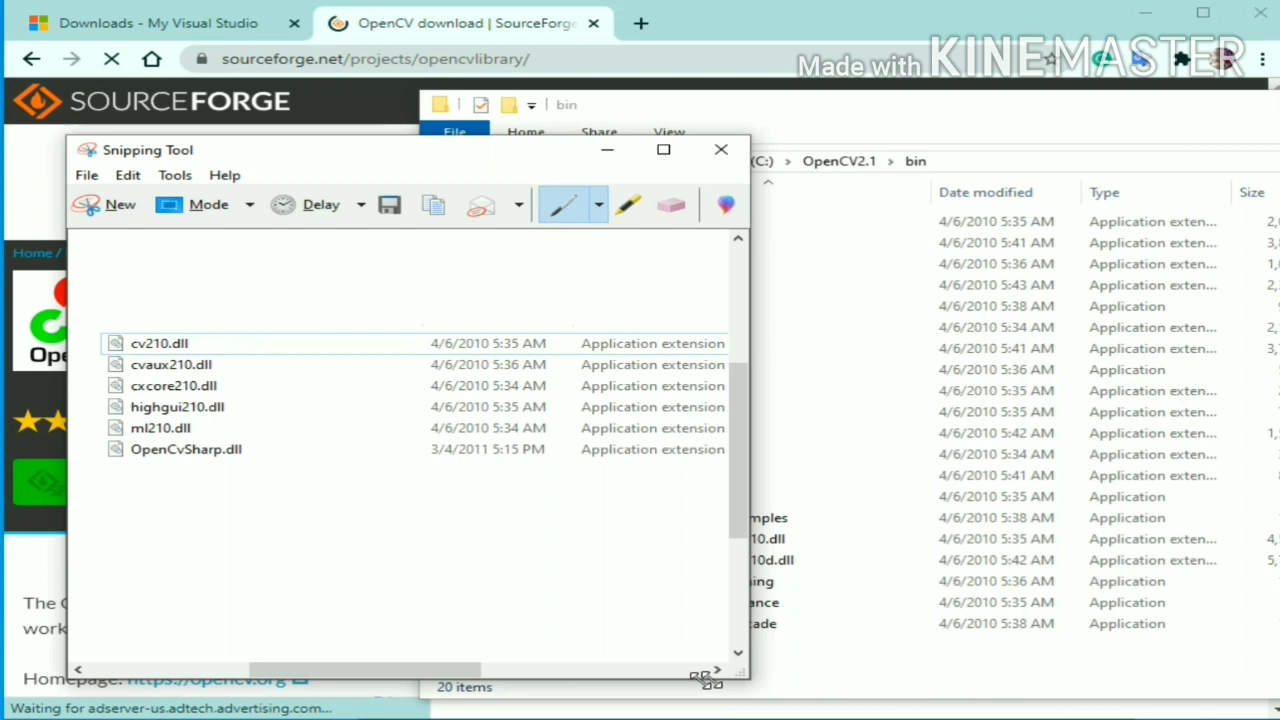 Downloads - My Visual Studio
OpenCV download | SourceForge
sourceforge.net/projects/opencvlibrary/
Made with KINEMASTER
SOURCEFORGE
bin
File Home Share View
Snipping Tool
(C:) > OpenCV2.1 > bin
File Edit Tools Help
New Mode Delay
Date modified Type Size
4/6/2010 5:35 AM Application exten...
4/6/2010 5:41 AM Application exten...
Home /
4/6/2010 5:36 AM Application exten...
4/6/2010 5:43 AM Application exten...
4/6/2010 5:38 AM Application
4/6/2010 5:34 AM Application exten...
cv210.dll 4/6/2010 5:35 AM Application extension
4/6/2010 5:41 AM Application exten...
cvaux210.dll 4/6/2010 5:36 AM Application extension
4/6/2010 5:36 AM Application
cxcore210.dll 4/6/2010 5:34 AM Application extension
4/6/2010 5:35 AM Application exten...
highgui210.dll 4/6/2010 5:35 AM Application extension
4/6/2010 5:35 AM Application exten...
ml210.dll 4/6/2010 5:34 AM Application extension
4/6/2010 5:42 AM Application exten...
OpenCvSharp.dll 3/4/2011 5:15 PM Application extension
4/6/2010 5:34 AM Application exten...
4/6/2010 5:41 AM Application exten...
4/6/2010 5:35 AM Application
mples 4/6/2010 5:38 AM Application
10.dll 4/6/2010 5:35 AM Application exten...
10d.dll 4/6/2010 5:42 AM Application exten...
4/6/2010 5:36 AM Application
4/6/2010 5:35 AM Application
4/6/2010 5:38 AM Application
The
work
Homepage: https://opencv.org
20 items
Waiting for adserver-us.adtech.advertising.com...